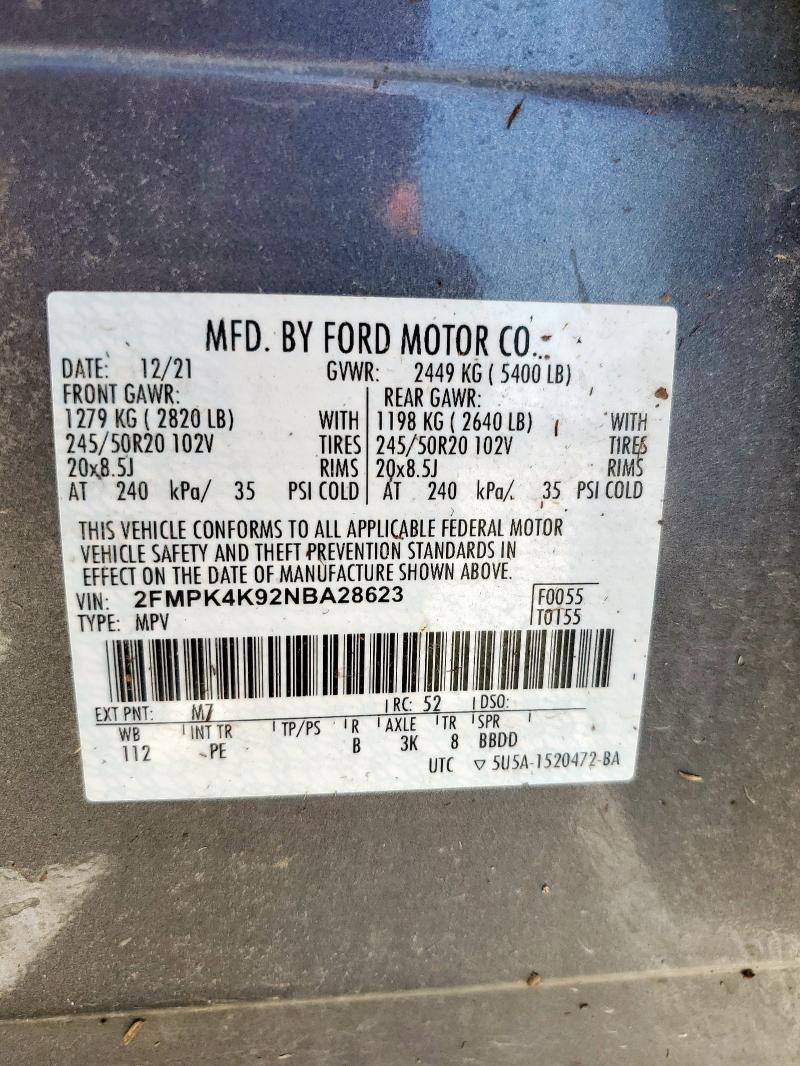 MFD. BY FORD MOTOR CO.
DATE: 12/21 GVWR: 2449 KG ( 5400 LB)
FRONT GAWR: REAR GAWR:
1279 KG ( 2820 LB) WITH 1198 KG ( 2640 LB) WITH
245/50R20 102V TIRES 245/50R20 102V TIRES
20x8.5J RIMS 20x8.5J RIMS
AT 240 kPa/ 35 PSI COLD AT 240 kPa/ 35 PSI COLD
THIS VEHICLE CONFORMS TO ALL APPLICABLE FEDERAL MOTOR
VEHICLE SAFETY AND THEFT PREVENTION STANDARDS IN
EFFECT ON THE DATE OF MANUFACTURE SHOWN ABOVE.
VIN: 2FMPK4K92NBA28623 F0055
TYPE: MPV T0155
EXT PNT: M7 RC: 52 DSO:
WB INT TR TP/PS R AXLE TR SPR
112 PE B 3K 8 BBDD
UTC ▽ 5U5A-1520472-BA